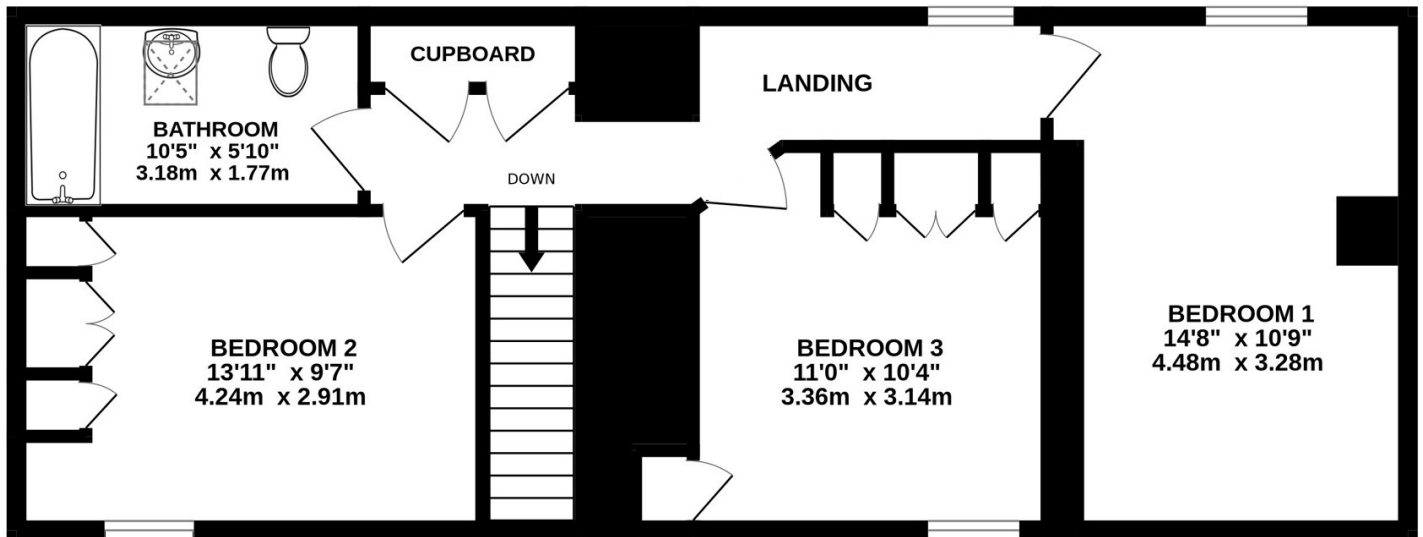 CUPBOARD
LANDING
BATHROOM
10'5" x 5'10"
3.18m x 1.77m
DOWN
BEDROOM 2
13'11" x 9'7"
4.24m x 2.91m
BEDROOM 3
11'0" x 10'4"
3.36m x 3.14m
BEDROOM 1
14'8" x 10'9"
4.48m x 3.28m